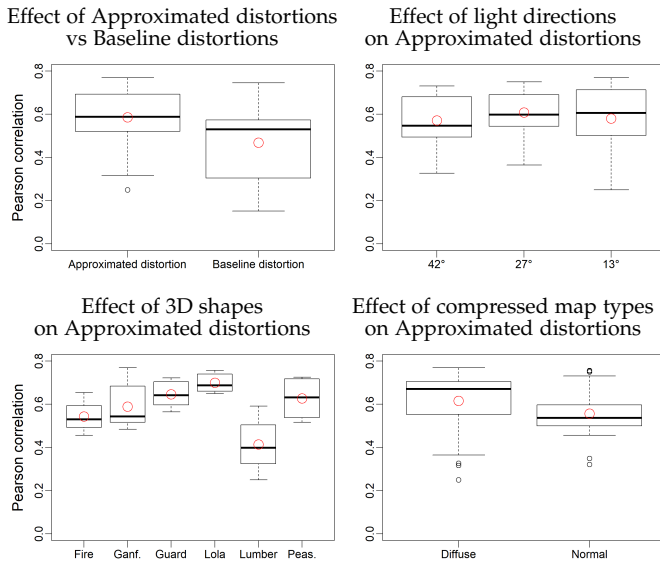 Effect of Approximated distortions
vs Baseline distortions
Pearson correlation
0.8
0.6
0.4
0.2
0.0
Approximated distortion
Baseline distortion
Effect of light directions
on Approximated distortions
0.8
0.6
0.4
0.2
0.0
42°
27°
13°
Effect of 3D shapes
on Approximated distortions
Pearson correlation
0.8
0.6
0.4
0.2
0.0
Fire
Ganf.
Guard
Lola
Lumber
Peas.
Effect of compressed map types
on Approximated distortions
0.8
0.6
0.4
0.2
0.0
Diffuse
Normal